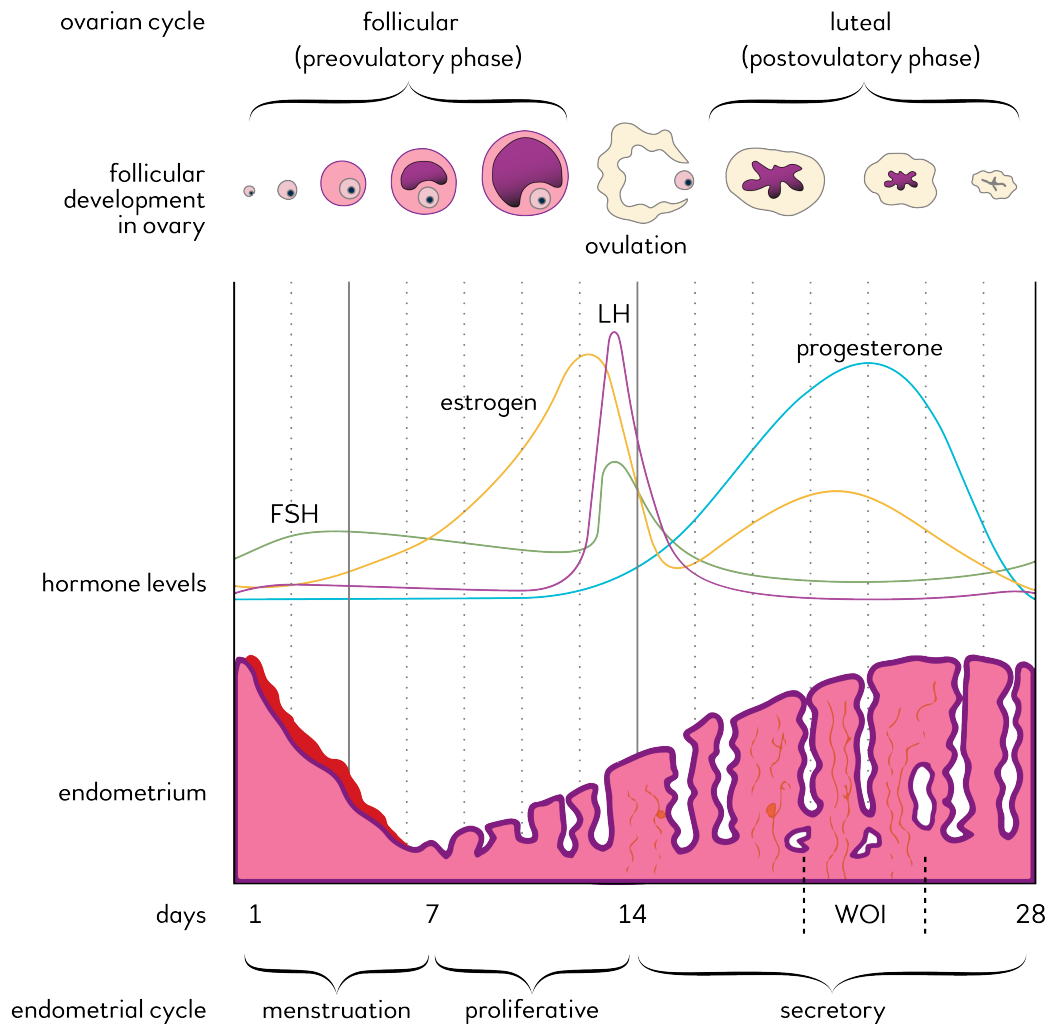 ovarian cycle
follicular
(preovulatory phase)
luteal
(postovulatory phase)
follicular
development
in ovary
ovulation
LH
progesterone
estrogen
FSH
hormone levels
endometrium
days
1
7
14
WOI
28
endometrial cycle
menstruation
proliferative
secretory